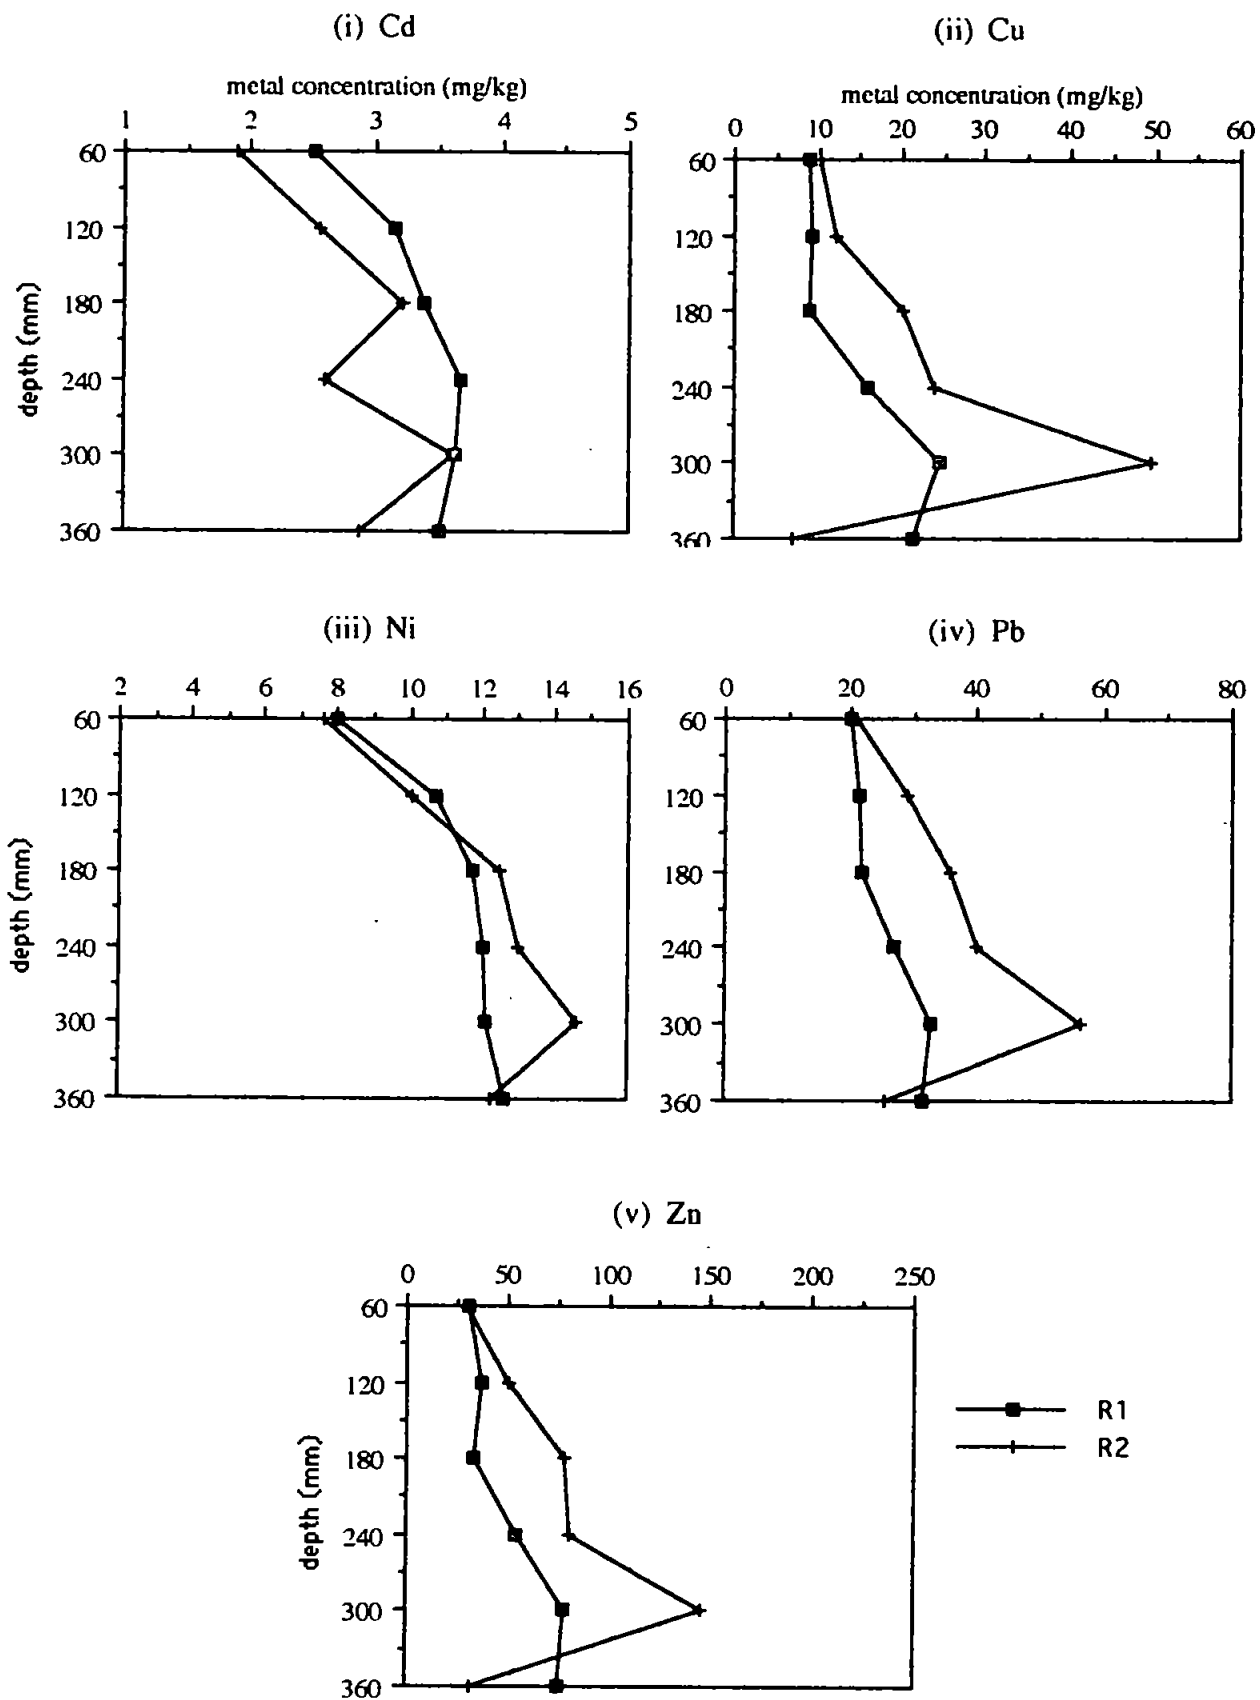 (i) Cd
metal concentration (mg/kg)
1 2 3 4 5
60
120
180
240
300
360
depth (mm)
(ii) Cu
metal concentration (mg/kg)
0 10 20 30 40 50 60
60
120
180
240
300
360
(iii) Ni
2 4 6 8 10 12 14 16
60
120
180
240
300
360
depth (mm)
(iv) Pb
0 20 40 60 80
60
120
180
240
300
360
(v) Zn
0 50 100 150 200 250
60
120
180
240
300
360
depth (mm)
R1
R2